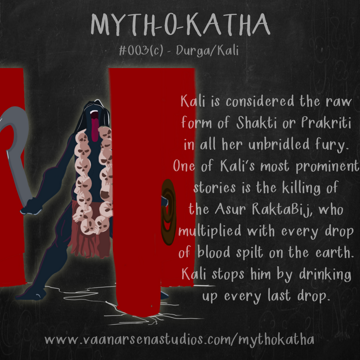 MYTH-O-KATHA
#003(c) - Durga/Kali
Kali is considered the raw
form of Shakti or Prakriti
in all her unbridled fury.
One of Kali's most prominent
stories is the killing of
the Asur RaktaBij, who
multiplied with every drop
of blood spilt on the earth.
Kali stops him by drinking
up every last drop.
www.vaanarsenastudios.com/mythokatha